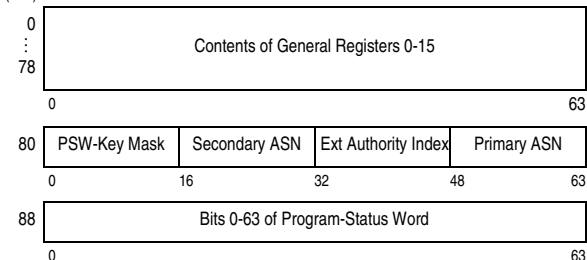 0
⋮
78
Contents of General Registers 0-15
0 63
80 PSW-Key Mask Secondary ASN Ext Authority Index Primary ASN
0 16 32 48 63
88 Bits 0-63 of Program-Status Word
0 63